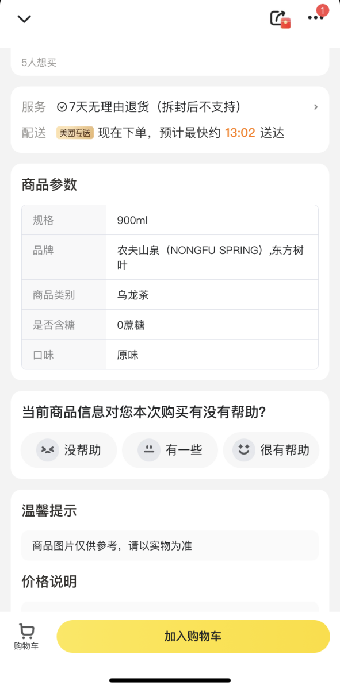 1
5人想买
服务 7天无理由退货（拆封后不支持）
配送 美团专送 现在下单，预计最快约 13:02 送达
商品参数
规格 900ml
品牌 农夫山泉（NONGFU SPRING）,东方树
叶
商品类别 乌龙茶
是否含糖 0蔗糖
口味 原味
当前商品信息对您本次购买有没有帮助?
没帮助 有一些 很有帮助
温馨提示
商品图片仅供参考，请以实物为准
价格说明
购物车 加入购物车